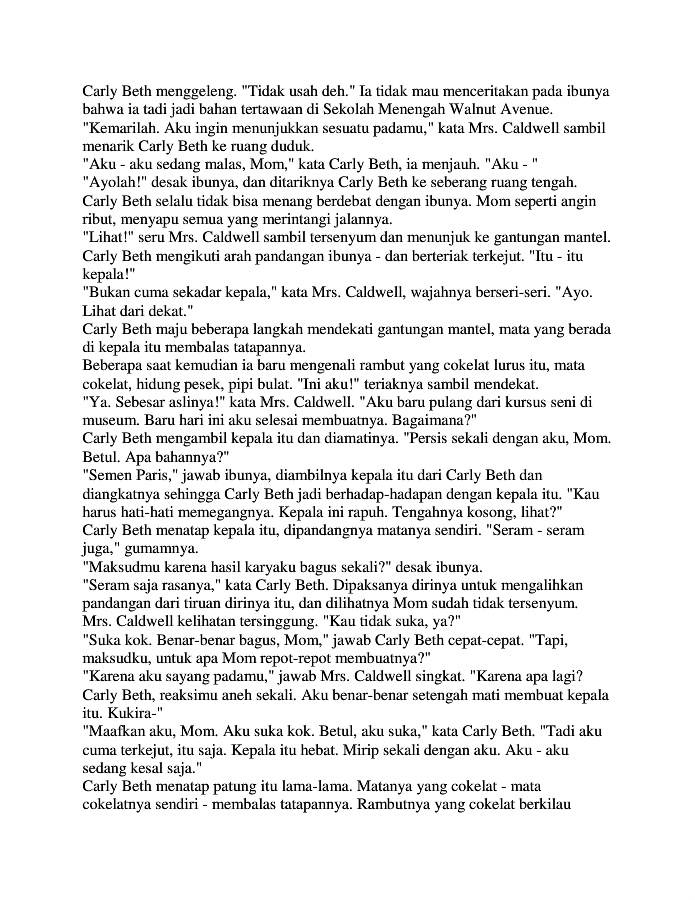 Carly Beth menggeleng. "Tidak usah deh." Ia tidak mau menceritakan pada ibunya
bahwa ia tadi jadi bahan tertawaan di Sekolah Menengah Walnut Avenue.
"Kemarilah. Aku ingin menunjukkan sesuatu padamu," kata Mrs. Caldwell sambil
menarik Carly Beth ke ruang duduk.
"Aku - aku sedang malas, Mom," kata Carly Beth, ia menjauh. "Aku - "
"Ayolah!" desak ibunya, dan ditariknya Carly Beth ke seberang ruang tengah.
Carly Beth selalu tidak bisa menang berdebat dengan ibunya. Mom seperti angin
ribut, menyapu semua yang merintangi jalannya.
"Lihat!" seru Mrs. Caldwell sambil tersenyum dan menunjuk ke gantungan mantel.
Carly Beth mengikuti arah pandangan ibunya - dan berteriak terkejut. "Itu - itu
kepala!"
"Bukan cuma sekadar kepala," kata Mrs. Caldwell, wajahnya berseri-seri. "Ayo.
Lihat dari dekat."
Carly Beth maju beberapa langkah mendekati gantungan mantel, mata yang berada
di kepala itu membalas tatapannya.
Beberapa saat kemudian ia baru mengenali rambut yang cokelat lurus itu, mata
cokelat, hidung pesek, pipi bulat. "Ini aku!" teriaknya sambil mendekat.
"Ya. Sebesar aslinya!" kata Mrs. Caldwell. "Aku baru pulang dari kursus seni di
museum. Baru hari ini aku selesai membuatnya. Bagaimana?"
Carly Beth mengambil kepala itu dan diamatinya. "Persis sekali dengan aku, Mom.
Betul. Apa bahannya?"
"Semen Paris," jawab ibunya, diambilnya kepala itu dari Carly Beth dan
diangkatnya sehingga Carly Beth jadi berhadap-hadapan dengan kepala itu. "Kau
harus hati-hati memegangnya. Kepala ini rapuh. Tengahnya kosong, lihat?"
Carly Beth menatap kepala itu, dipandangnya matanya sendiri. "Seram - seram
juga," gumamnya.
"Maksudmu karena hasil karyaku bagus sekali?" desak ibunya.
"Seram saja rasanya," kata Carly Beth. Dipaksanya dirinya untuk mengalihkan
pandangan dari tiruan dirinya itu, dan dilihatnya Mom sudah tidak tersenyum.
Mrs. Caldwell kelihatan tersinggung. "Kau tidak suka, ya?"
"Suka kok. Benar-benar bagus, Mom," jawab Carly Beth cepat-cepat. "Tapi,
maksudku, untuk apa Mom repot-repot membuatnya?"
"Karena aku sayang padamu," jawab Mrs. Caldwell singkat. "Karena apa lagi?
Carly Beth, reaksimu aneh sekali. Aku benar-benar setengah mati membuat kepala
itu. Kukira-"
"Maafkan aku, Mom. Aku suka kok. Betul, aku suka," kata Carly Beth. "Tadi aku
cuma terkejut, itu saja. Kepala itu hebat. Mirip sekali dengan aku. Aku - aku
sedang kesal saja."
Carly Beth menatap patung itu lama-lama. Matanya yang cokelat - mata
cokelatnya sendiri - membalas tatapannya. Rambutnya yang cokelat berkilau